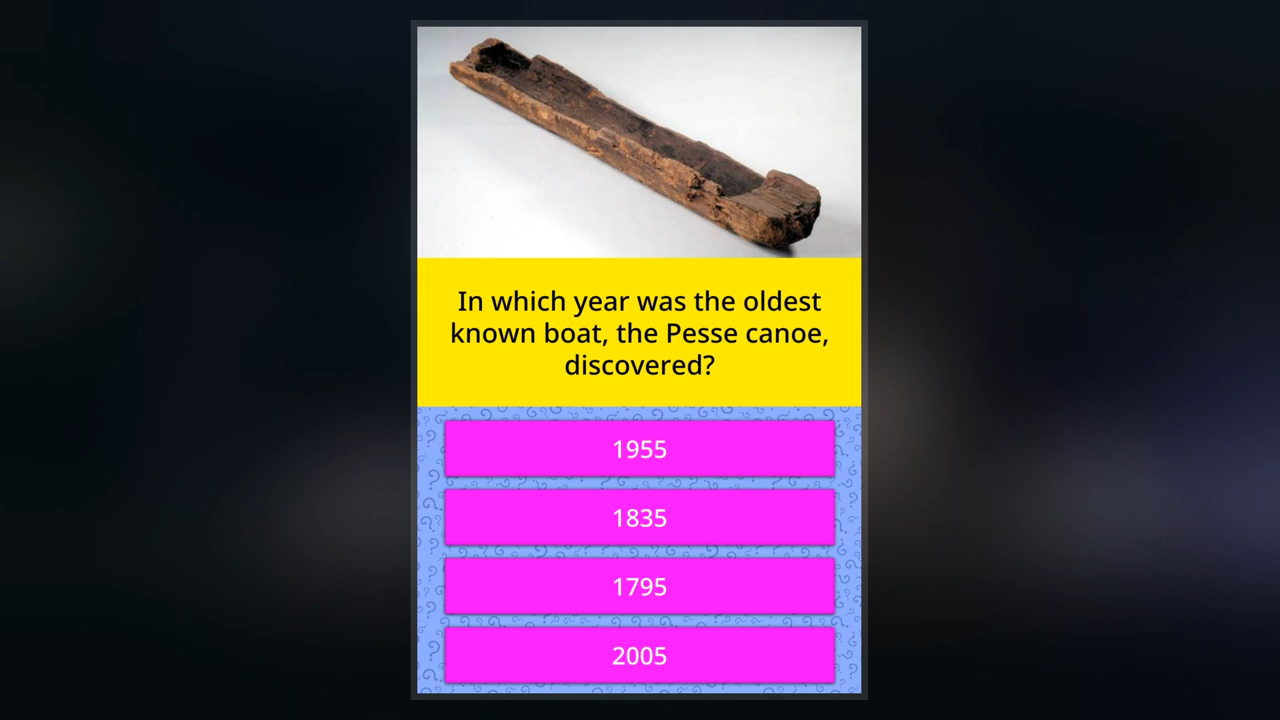 In which year was the oldest
known boat, the Pesse canoe,
discovered?
1955
1835
1795
2005